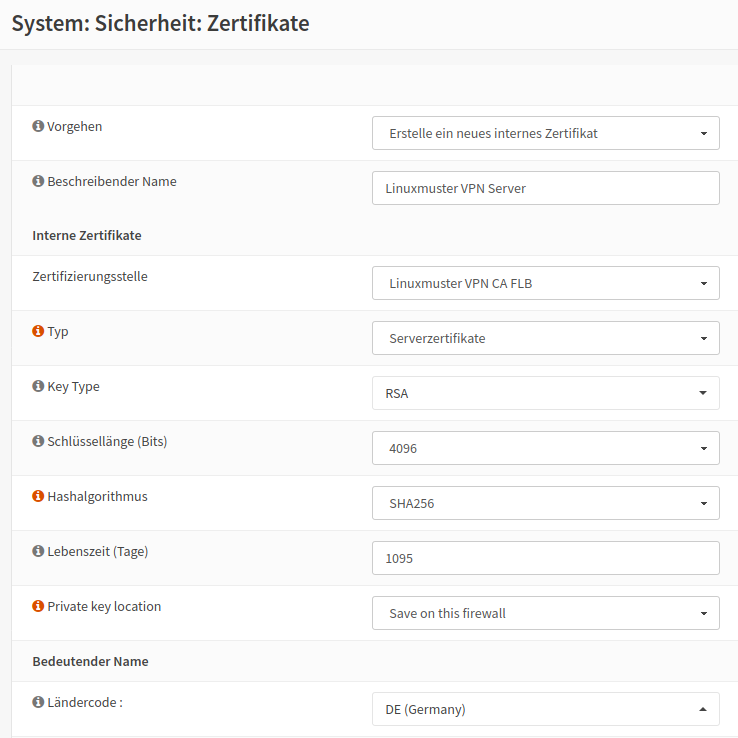 System: Sicherheit: Zertifikate
Vorgehen
Erstelle ein neues internes Zertifikat
Beschreibender Name
Linuxmuster VPN Server
Interne Zertifikate
Zertifizierungsstelle
Linuxmuster VPN CA FLB
Typ
Serverzertifikate
Key Type
RSA
Schlüssellänge (Bits)
4096
Hashalgorithmus
SHA256
Lebenszeit (Tage)
1095
Private key location
Save on this firewall
Bedeutender Name
Ländercode :
DE (Germany)